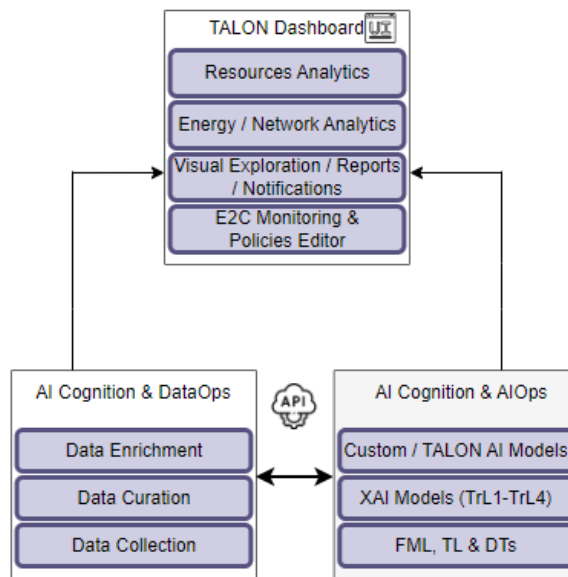 TALON Dashboard
UI
Resources Analytics
Energy / Network Analytics
Visual Exploration / Reports
/ Notifications
E2C Monitoring &
Policies Editor
AI Cognition & DataOps
Data Enrichment
Data Curation
Data Collection
API
AI Cognition & AIOps
Custom / TALON AI Models
XAI Models (TrL1-TrL4)
FML, TL & DTs